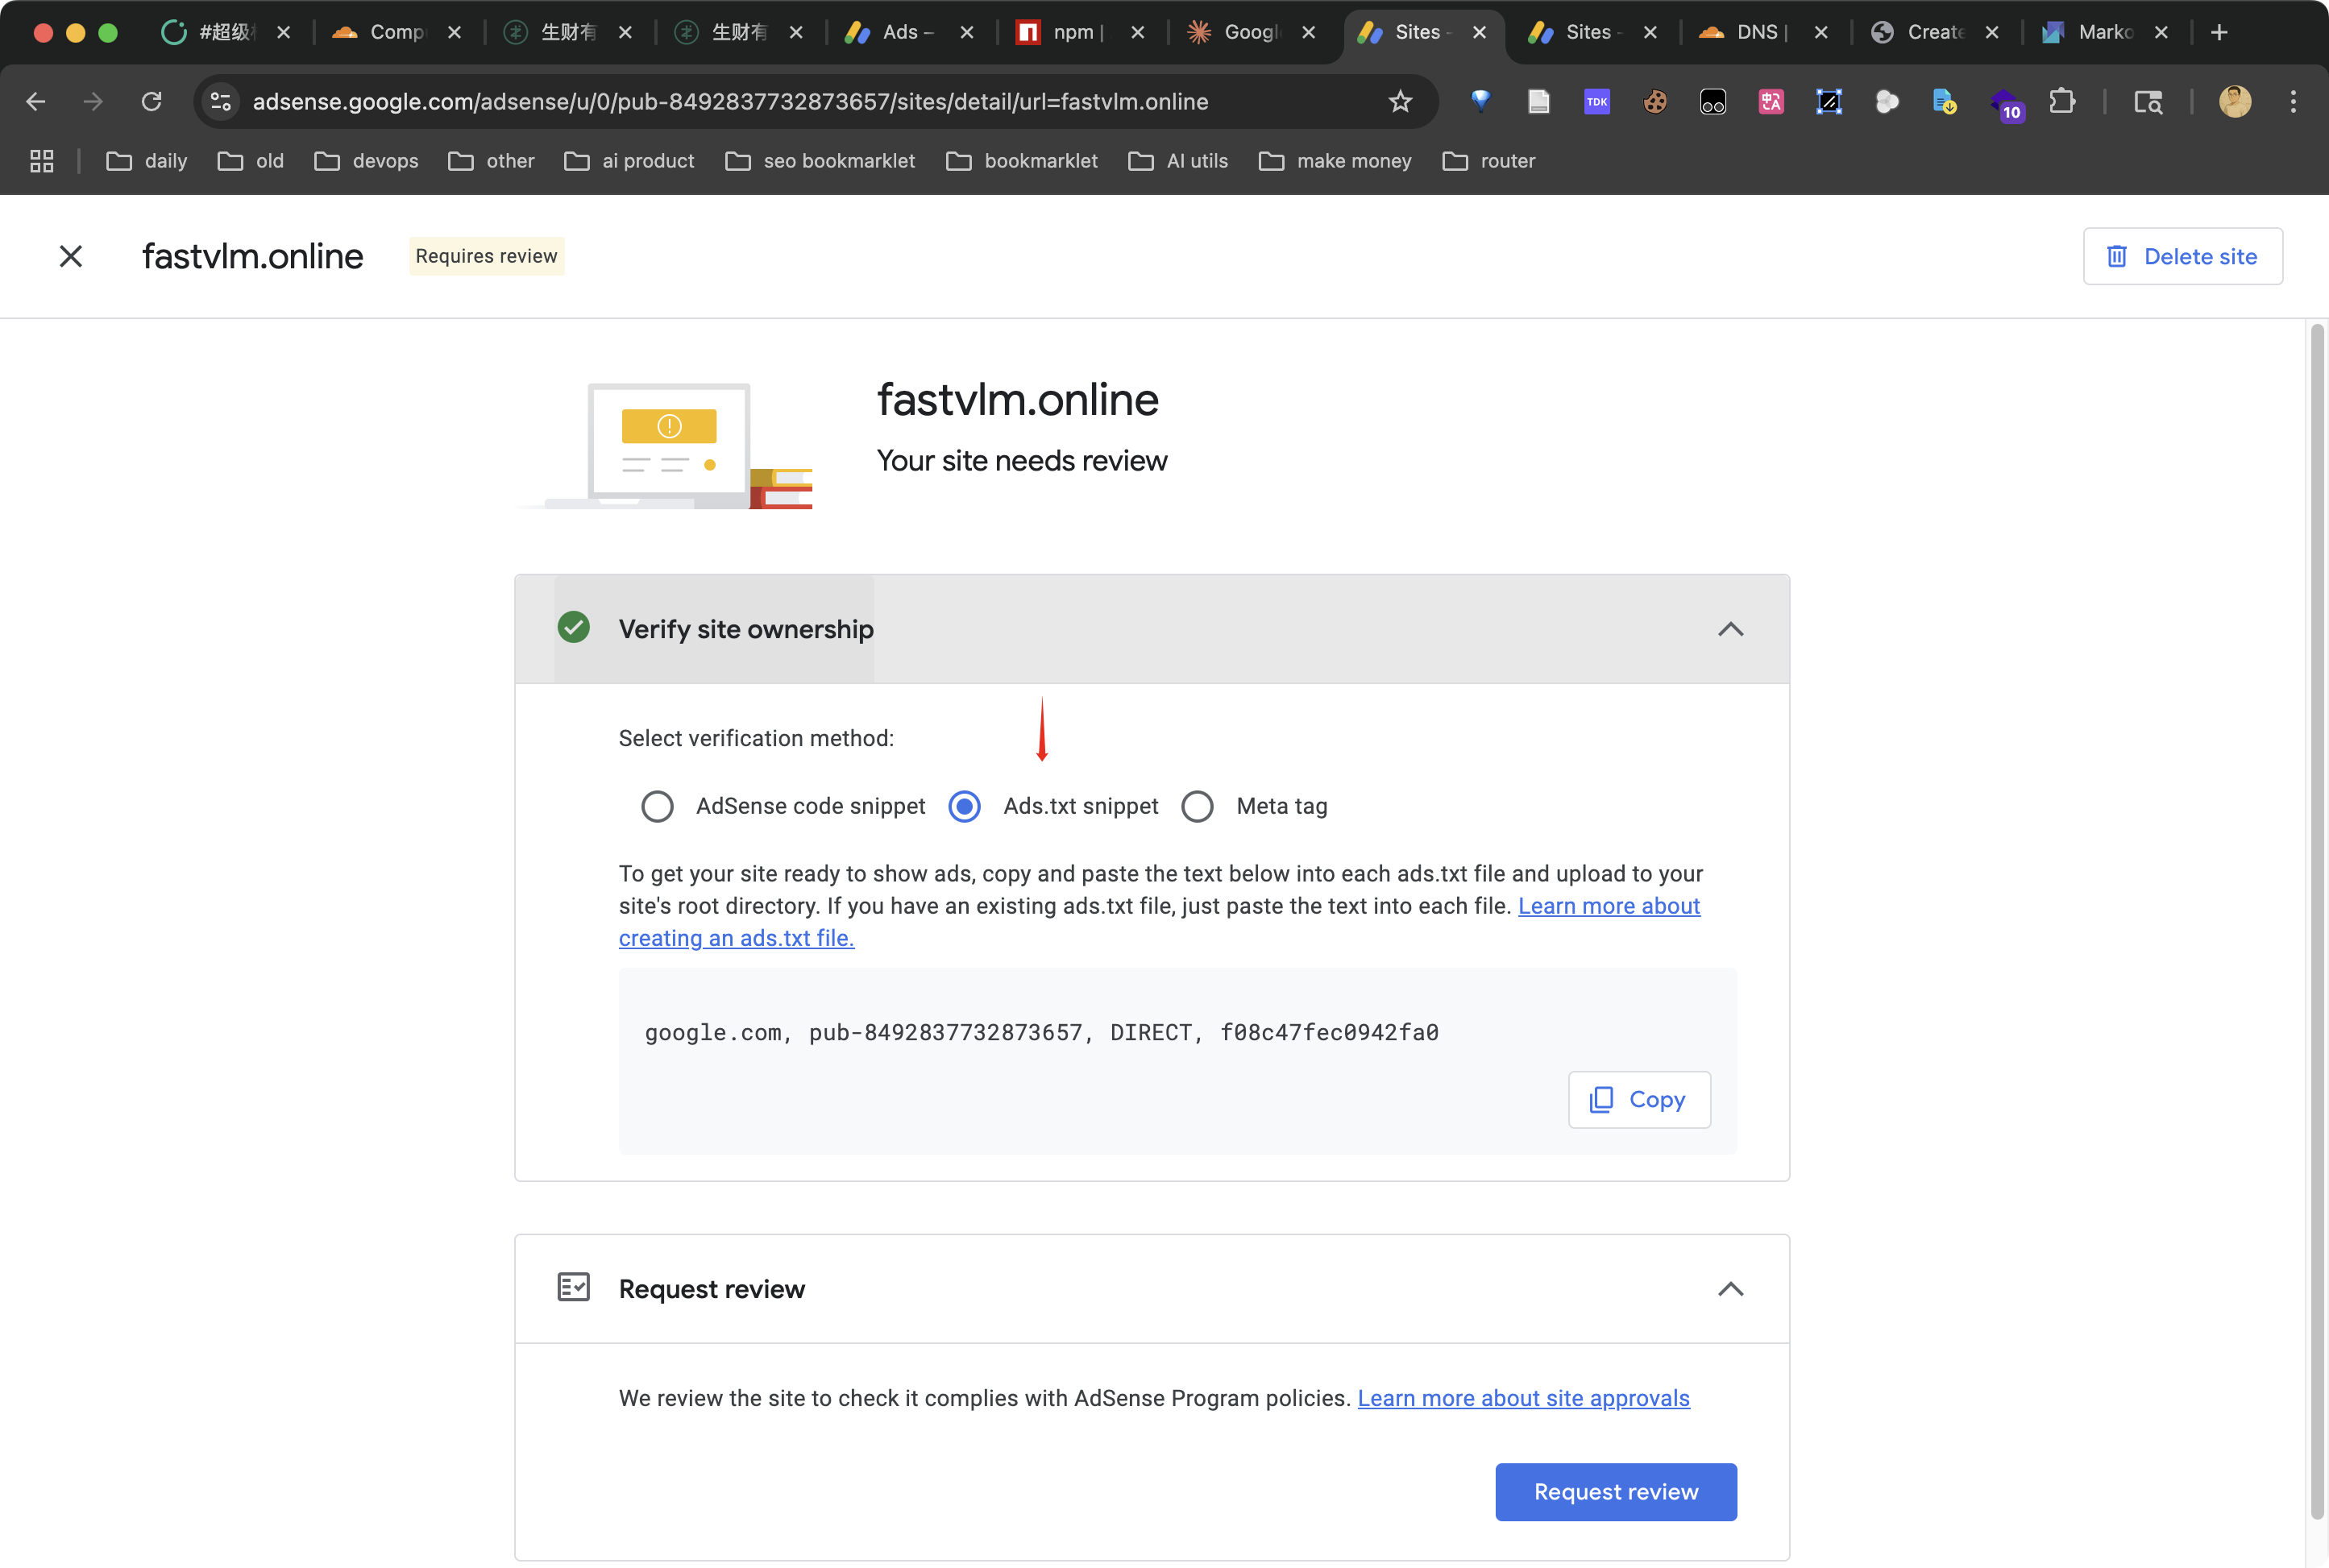 #超级
Comp
生财有
生财有
Ads –
npm |
Googl
Sites -
Sites -
DNS |
Create
Marko
adsense.google.com/adsense/u/0/pub-8492837732873657/sites/detail/url=fastvlm.online
TDK
中A
10
daily
old
devops
other
ai product
seo bookmarklet
bookmarklet
AI utils
make money
router
fastvlm.online
Requires review
Delete site
fastvlm.online
Your site needs review
Verify site ownership
Select verification method:
AdSense code snippet
Ads.txt snippet
Meta tag
To get your site ready to show ads, copy and paste the text below into each ads.txt file and upload to your
site's root directory. If you have an existing ads.txt file, just paste the text into each file. Learn more about
creating an ads.txt file.
google.com, pub-8492837732873657, DIRECT, f08c47fec0942fa0
Copy
Request review
We review the site to check it complies with AdSense Program policies. Learn more about site approvals
Request review